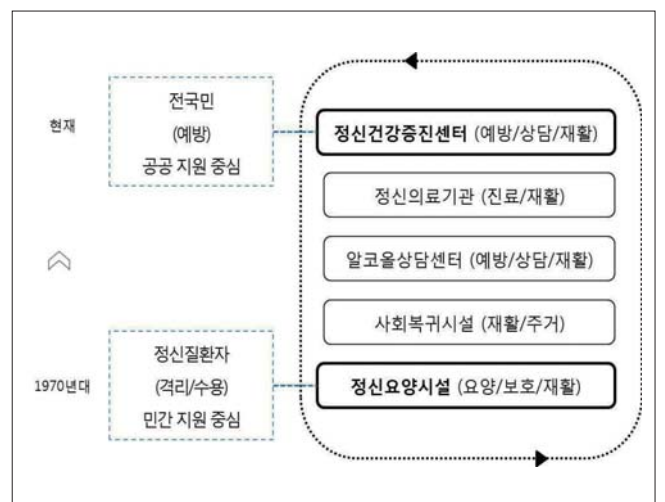 현재
전국민
(예방)
공공 지원 중심
정신건강증진센터 (예방/상담/재활)
정신의료기관 (진료/재활)
알코올상담센터 (예방/상담/재활)
사회복귀시설 (재활/주거)
1970년대
정신질환자
(격리/수용)
민간 지원 중심
정신요양시설 (요양/보호/재활)